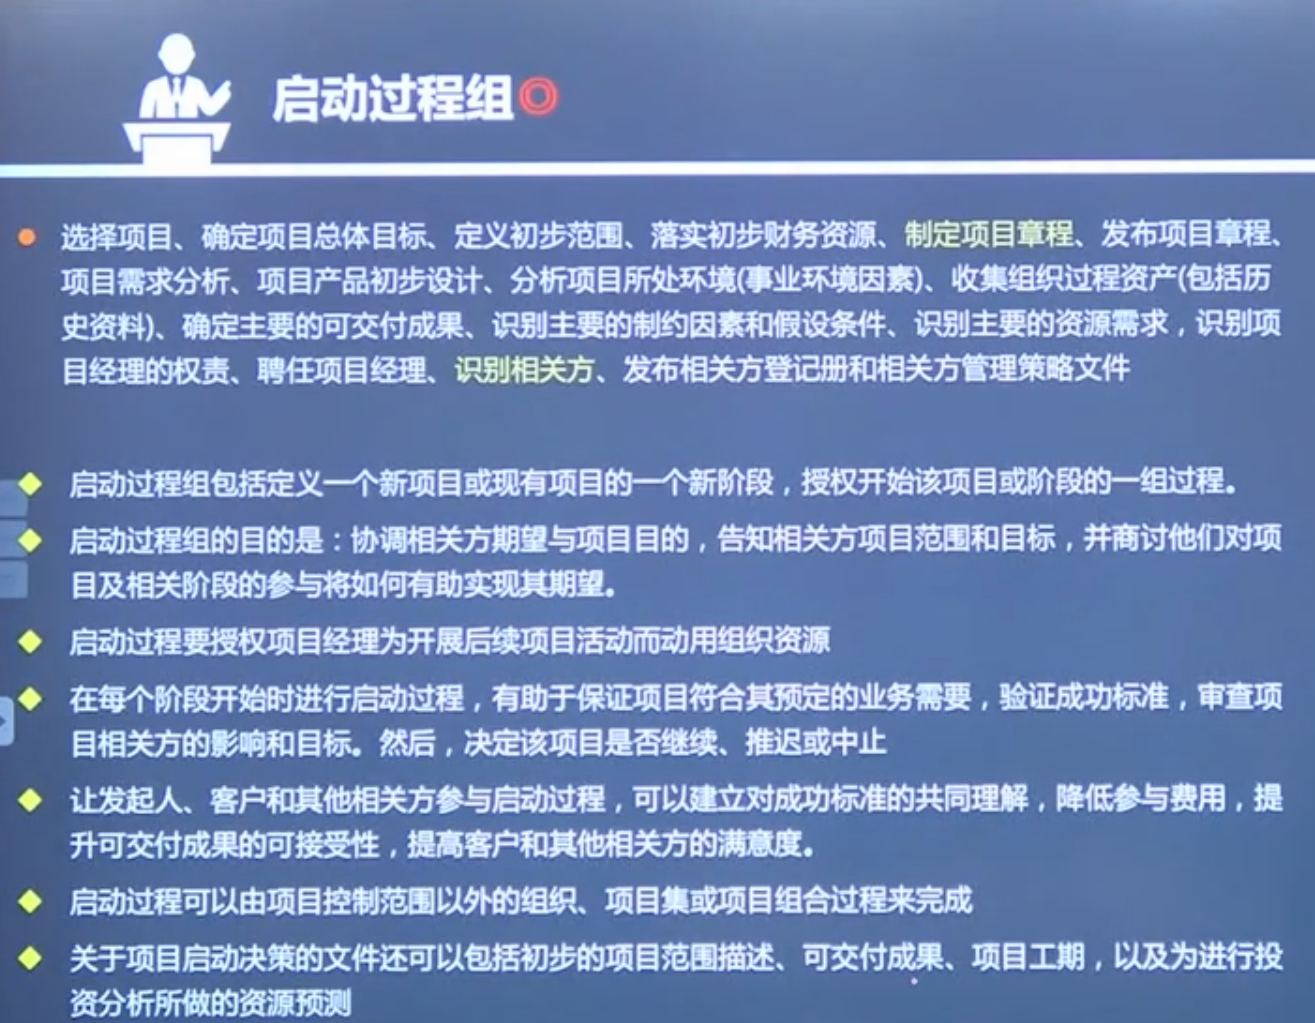 启动过程组
选择项目、确定项目总体目标、定义初步范围、落实初步财务资源、制定项目章程、发布项目章程、
项目需求分析、项目产品初步设计、分析项目所处环境(事业环境因素)、收集组织过程资产(包括历
史资料)、确定主要的可交付成果、识别主要的制约因素和假设条件、识别主要的资源需求，识别项
目经理的权责、聘任项目经理、识别相关方、发布相关方登记册和相关方管理策略文件
启动过程组包括定义一个新项目或现有项目的一个新阶段，授权开始该项目或阶段的一组过程。
启动过程组的目的是：协调相关方期望与项目目的，告知相关方项目范围和目标，并商讨他们对项
目及相关阶段的参与将如何有助实现其期望。
启动过程要授权项目经理为开展后续项目活动而动用组织资源
在每个阶段开始时进行启动过程，有助于保证项目符合其预定的业务需要，验证成功标准，审查项
目相关方的影响和目标。然后，决定该项目是否继续、推迟或中止
让发起人、客户和其他相关方参与启动过程，可以建立对成功标准的共同理解，降低参与费用，提
升可交付成果的可接受性，提高客户和其他相关方的满意度。
启动过程可以由项目控制范围以外的组织、项目集或项目组合过程来完成
关于项目启动决策的文件还可以包括初步的项目范围描述、可交付成果、项目工期，以及为进行投
资分析所做的资源预测